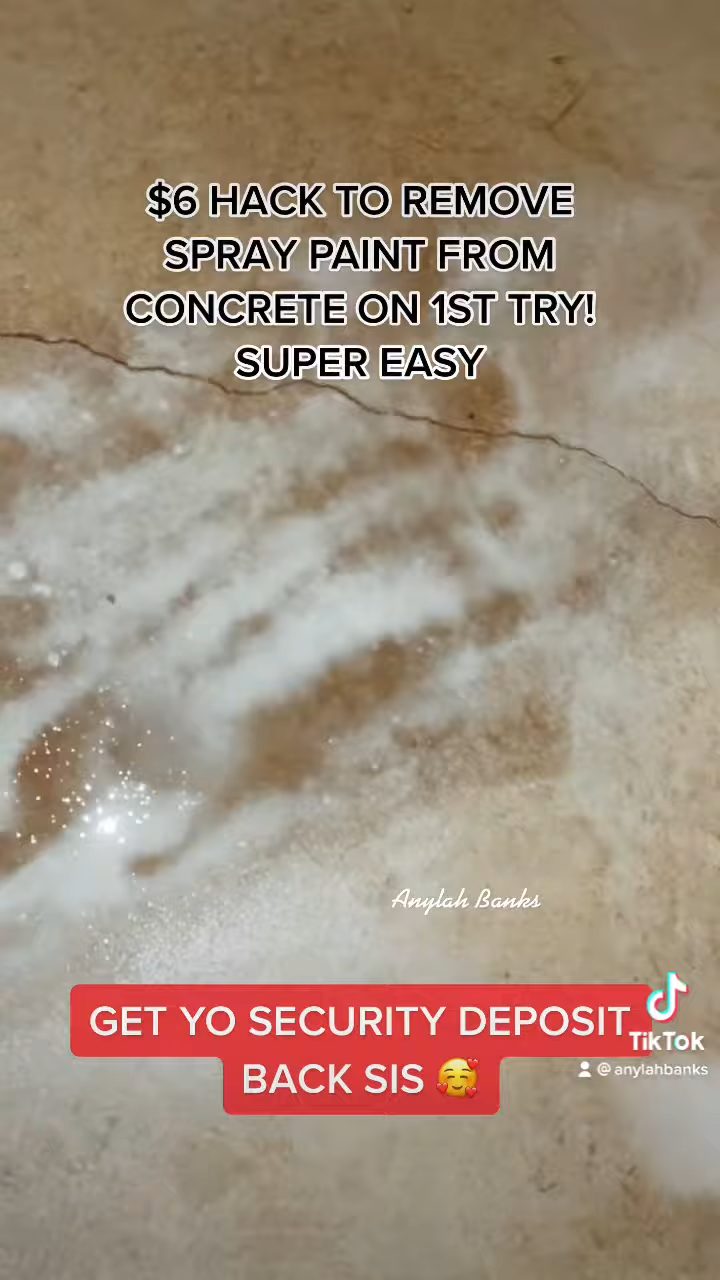 $6 HACK TO REMOVE
SPRAY PAINT FROM
CONCRETE ON 1ST TRY!
SUPER EASY
Anylah Banks
GET YO SECURITY DEPOSIT
BACK SIS 🥰
TikTok
@anylahbanks